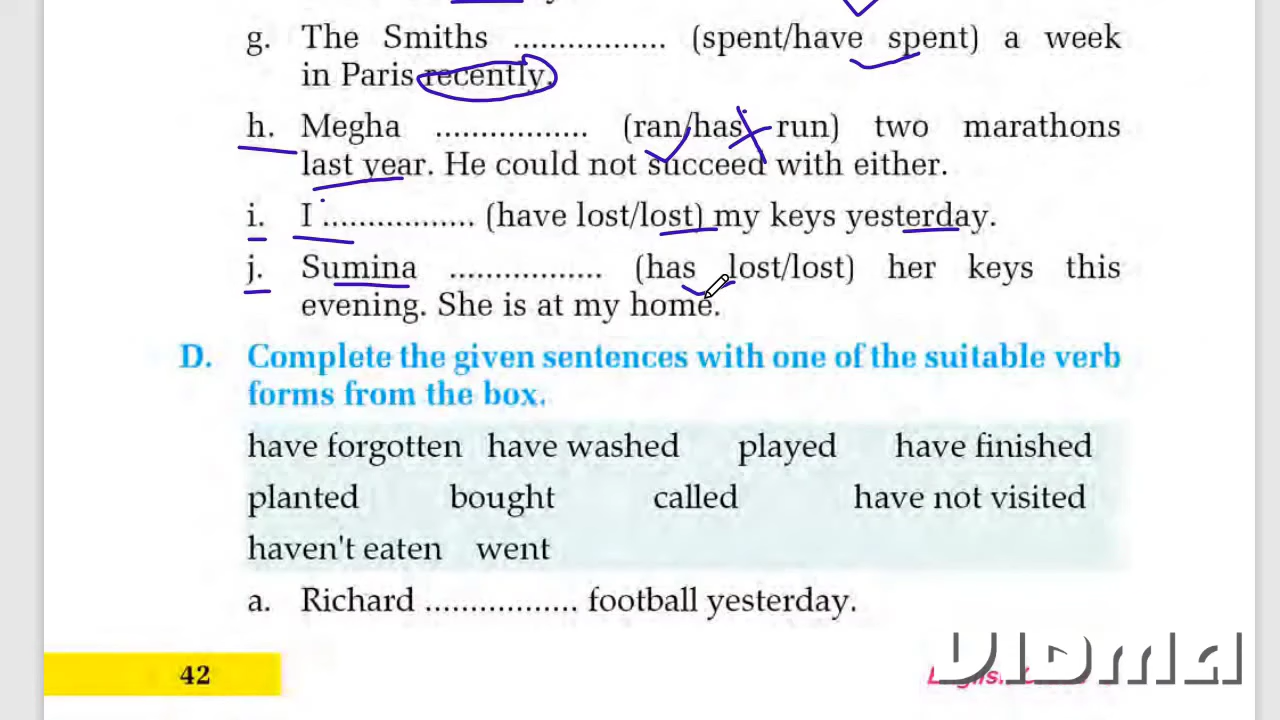 g. The Smiths ................. (spent/have spent) a week
in Paris recently.
h. Megha ................. (ran/has run) two marathons
last year. He could not succeed with either.
i. I ................. (have lost/lost) my keys yesterday.
j. Sumina ................. (has lost/lost) her keys this
evening. She is at my home.
D. Complete the given sentences with one of the suitable verb
forms from the box.
have forgotten have washed played have finished
planted bought called have not visited
haven't eaten went
a. Richard ................. football yesterday.
42